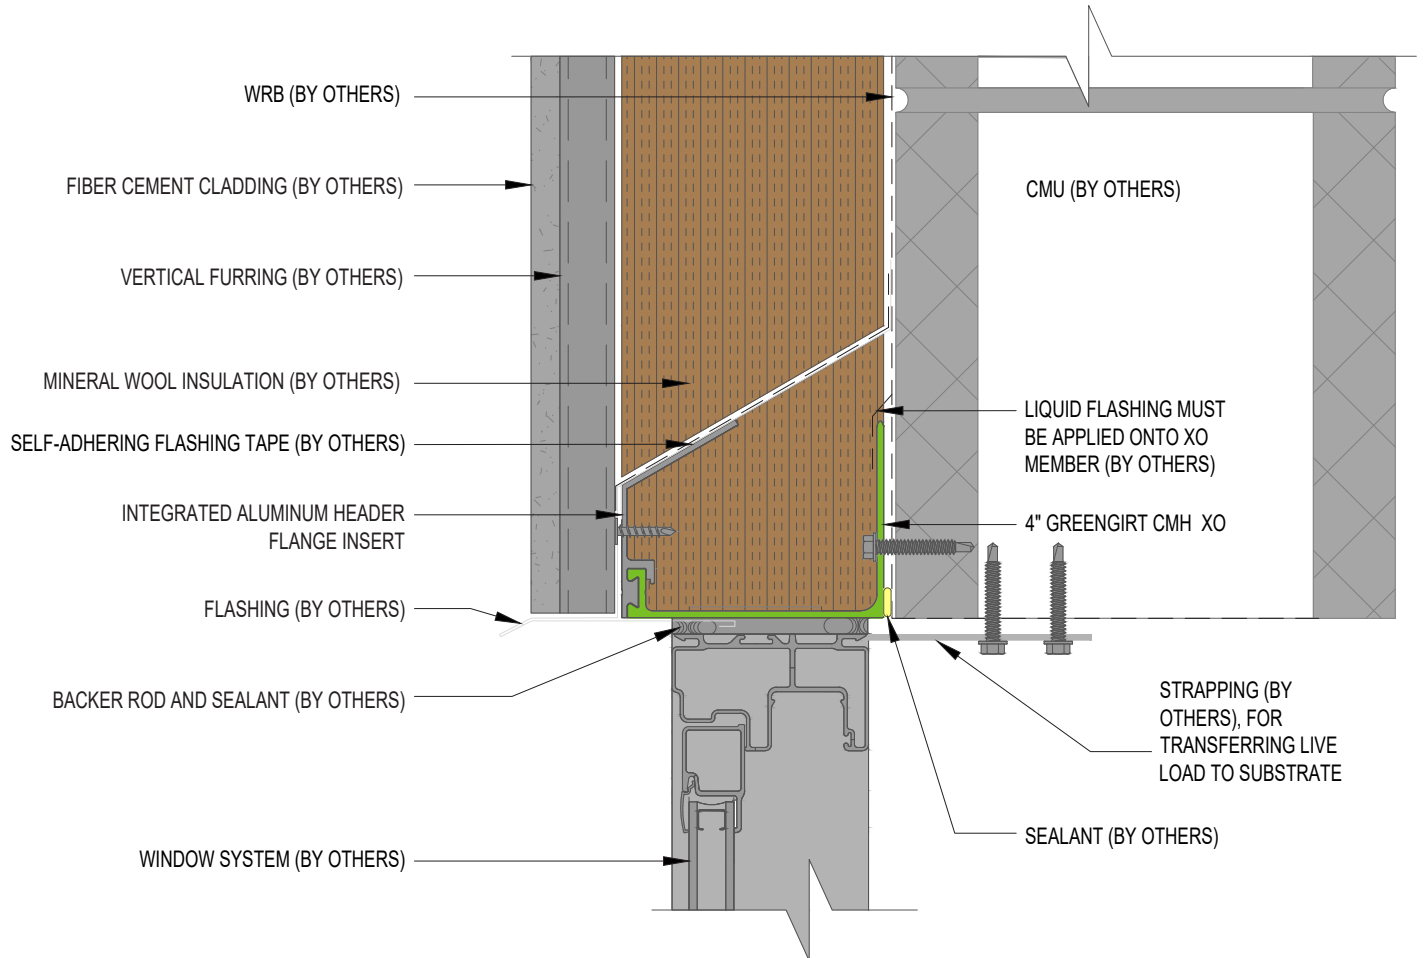 WRB (BY OTHERS)
FIBER CEMENT CLADDING (BY OTHERS)
VERTICAL FURRING (BY OTHERS)
MINERAL WOOL INSULATION (BY OTHERS)
SELF-ADHERING FLASHING TAPE (BY OTHERS)
INTEGRATED ALUMINUM HEADER
FLANGE INSERT
FLASHING (BY OTHERS)
BACKER ROD AND SEALANT (BY OTHERS)
WINDOW SYSTEM (BY OTHERS)
CMU (BY OTHERS)
LIQUID FLASHING MUST
BE APPLIED ONTO XO
MEMBER (BY OTHERS)
4" GREENGIRT CMH XO
STRAPPING (BY
OTHERS), FOR
TRANSFERRING LIVE
LOAD TO SUBSTRATE
SEALANT (BY OTHERS)